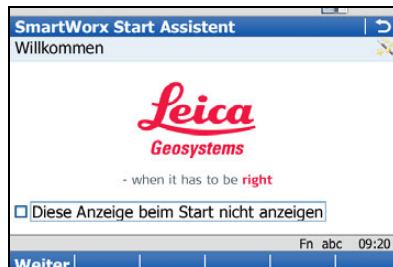 SmartWorx Start Assistent
Willkommen
Leica
Geosystems
- when it has to be right
Diese Anzeige beim Start nicht anzeigen
Fn abc 09:20
Weiter